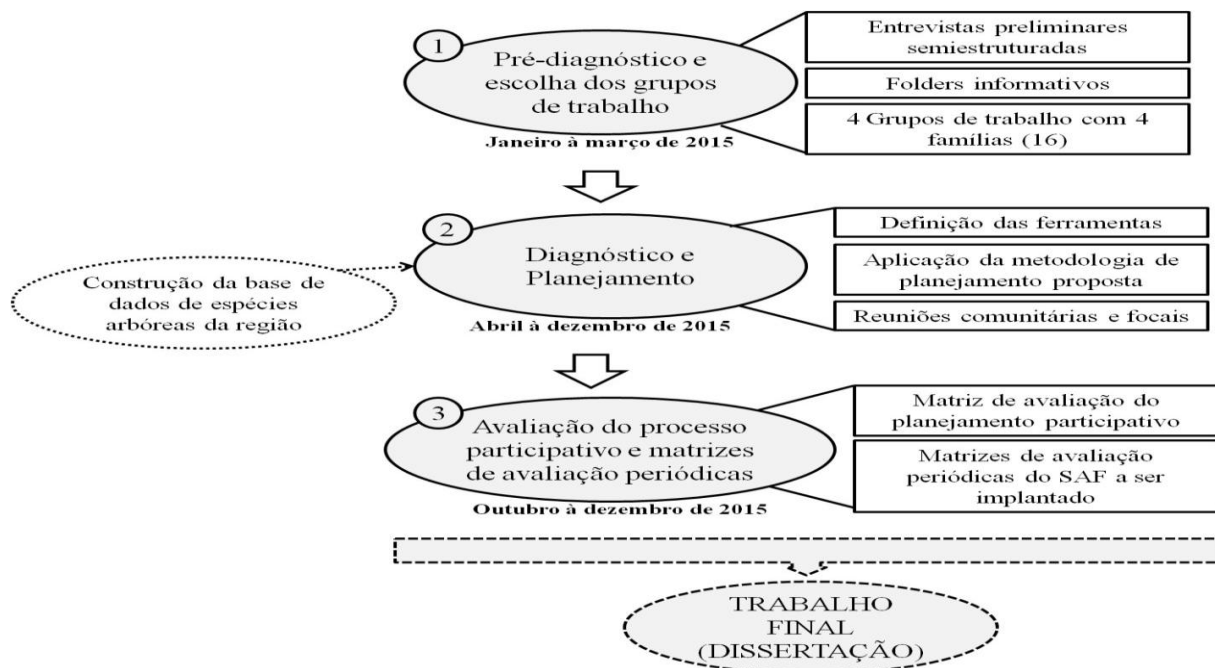 1
Pré-diagnóstico e
escolha dos grupos
de trabalho
Janeiro à março de 2015
Entrevistas preliminares
semiestruturadas
Folders informativos
4 Grupos de trabalho com 4
famílias (16)
2
Diagnóstico e
Planejamento
Abril à dezembro de 2015
Construção da base de
dados de espécies
arbóreas da região
Definição das ferramentas
Aplicação da metodologia de
planejamento proposta
Reuniões comunitárias e focais
3
Avaliação do processo
participativo e matrizes
de avaliação periódicas
Outubro à dezembro de 2015
Matriz de avaliação do
planejamento participativo
Matrizes de avaliação
periódicas do SAF a ser
implantado
TRABALHO
FINAL
(DISSERTAÇÃO)